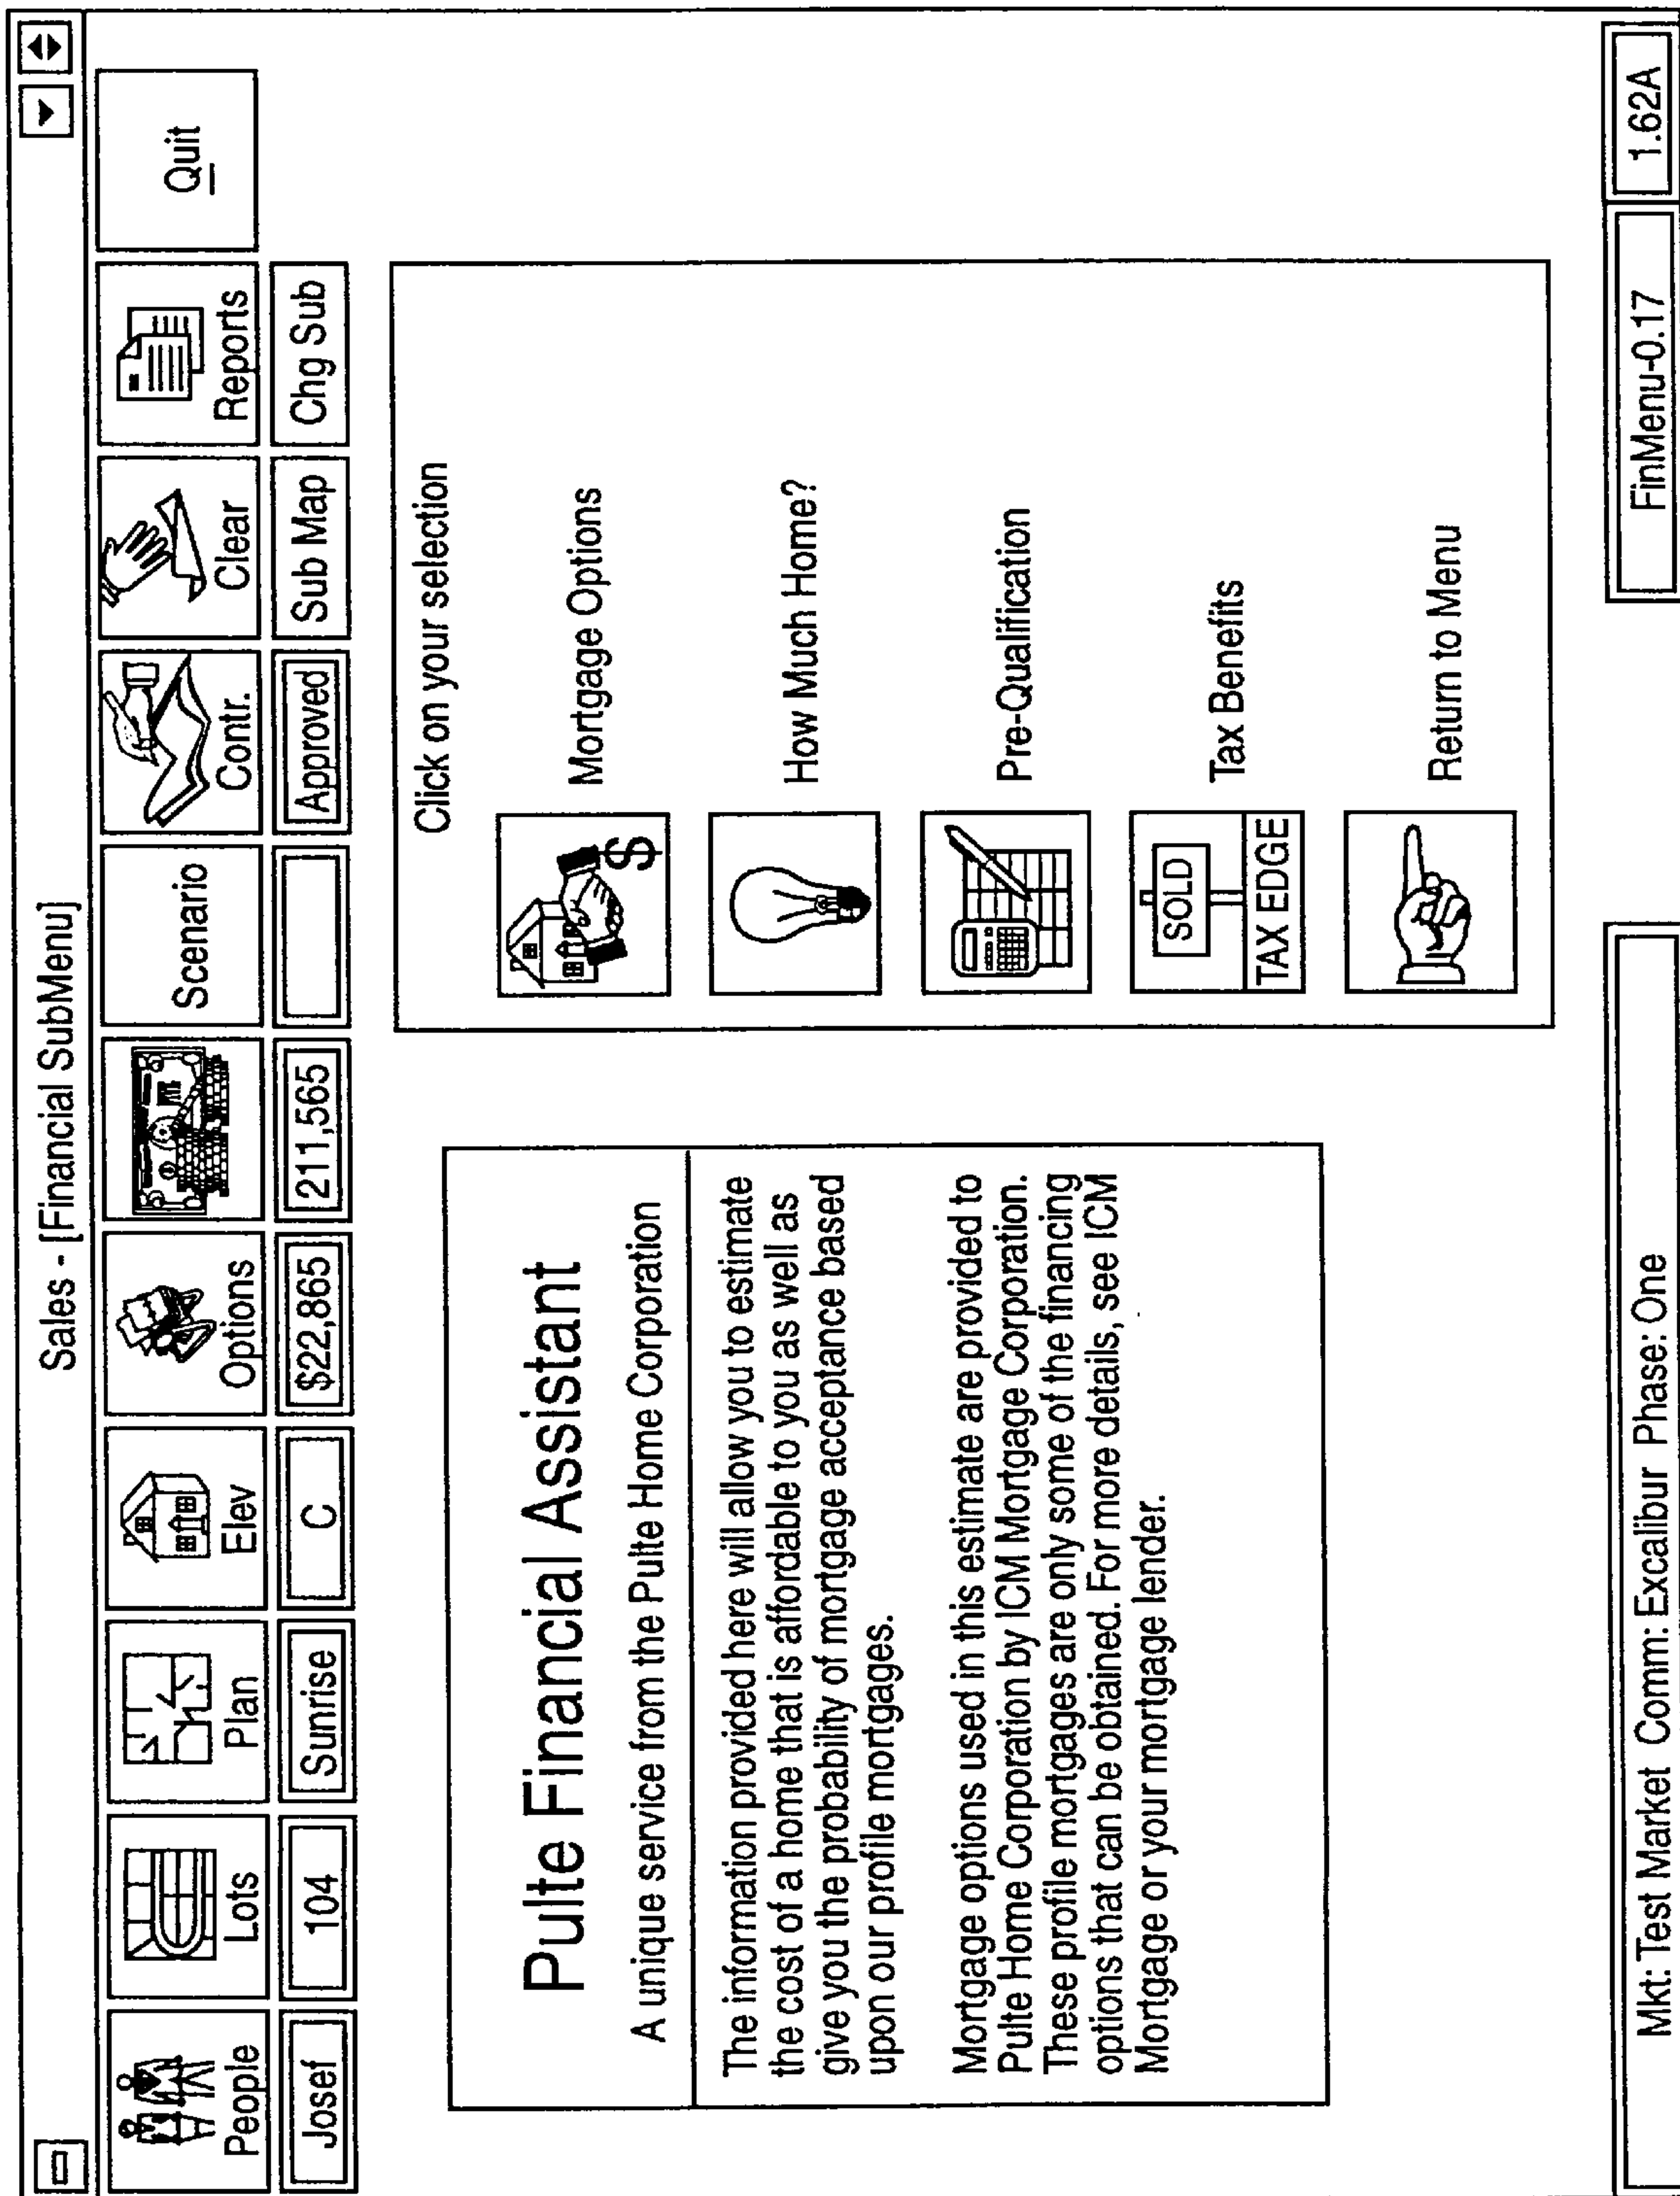 Sales - [Financial SubMenu]
People
Lots
Plan
Elev
Options
Scenario
Contr.
Clear
Reports
Quit
Josef
104
Sunrise
C
$22,865
211,565
Approved
Sub Map
Chg Sub
Pulte Financial Assistant
A unique service from the Pulte Home Corporation
The information provided here will allow you to estimate
the cost of a home that is affordable to you as well as
give you the probability of mortgage acceptance based
upon our profile mortgages.
Mortgage options used in this estimate are provided to
Pulte Home Corporation by ICM Mortgage Corporation.
These profile mortgages are only some of the financing
options that can be obtained. For more details, see ICM
Mortgage or your mortgage lender.
Click on your selection
$
Mortgage Options
How Much Home?
Pre-Qualification
SOLD
TAX EDGE
Tax Benefits
Return to Menu
Mkt: Test Market Comm: Excalibur Phase: One
FinMenu-0.17
1.62A